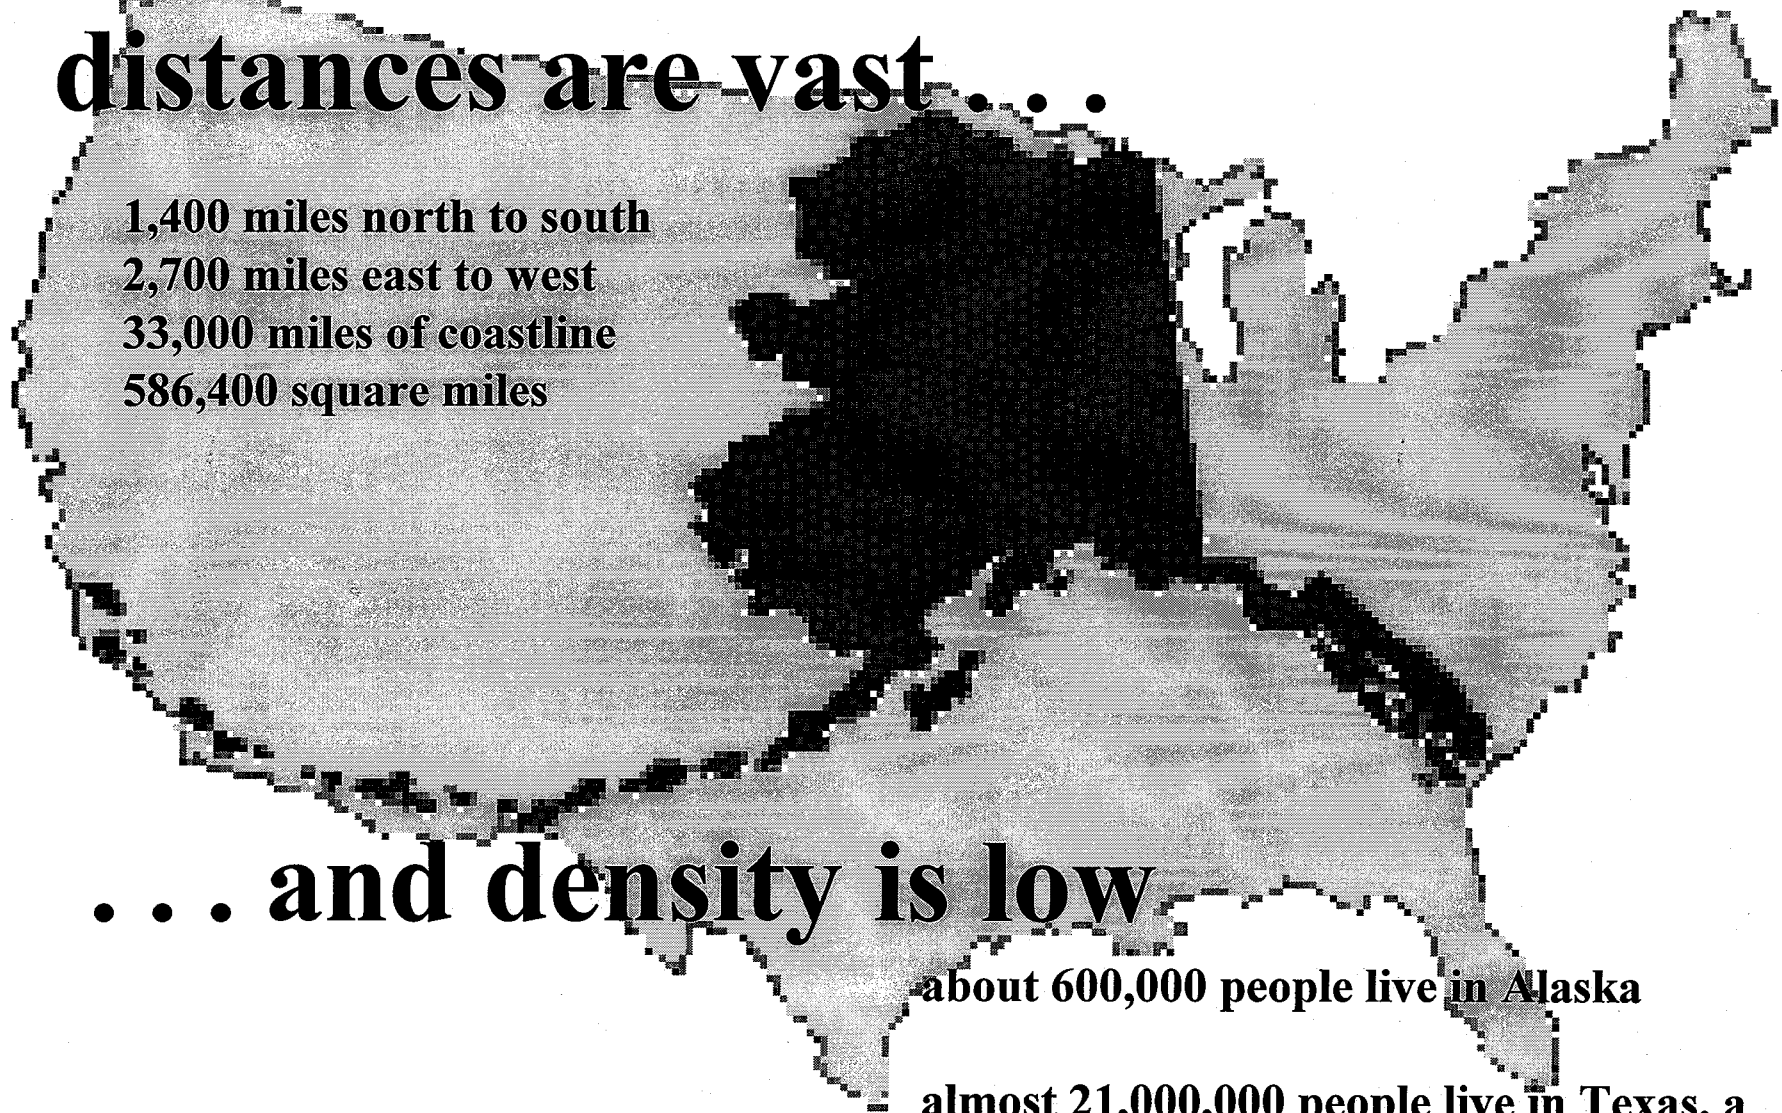 distances are vast . . .
1,400 miles north to south
2,700 miles east to west
33,000 miles of coastline
586,400 square miles
. . . and density is low
about 600,000 people live in Alaska
almost 21,000,000 people live in Texas, a